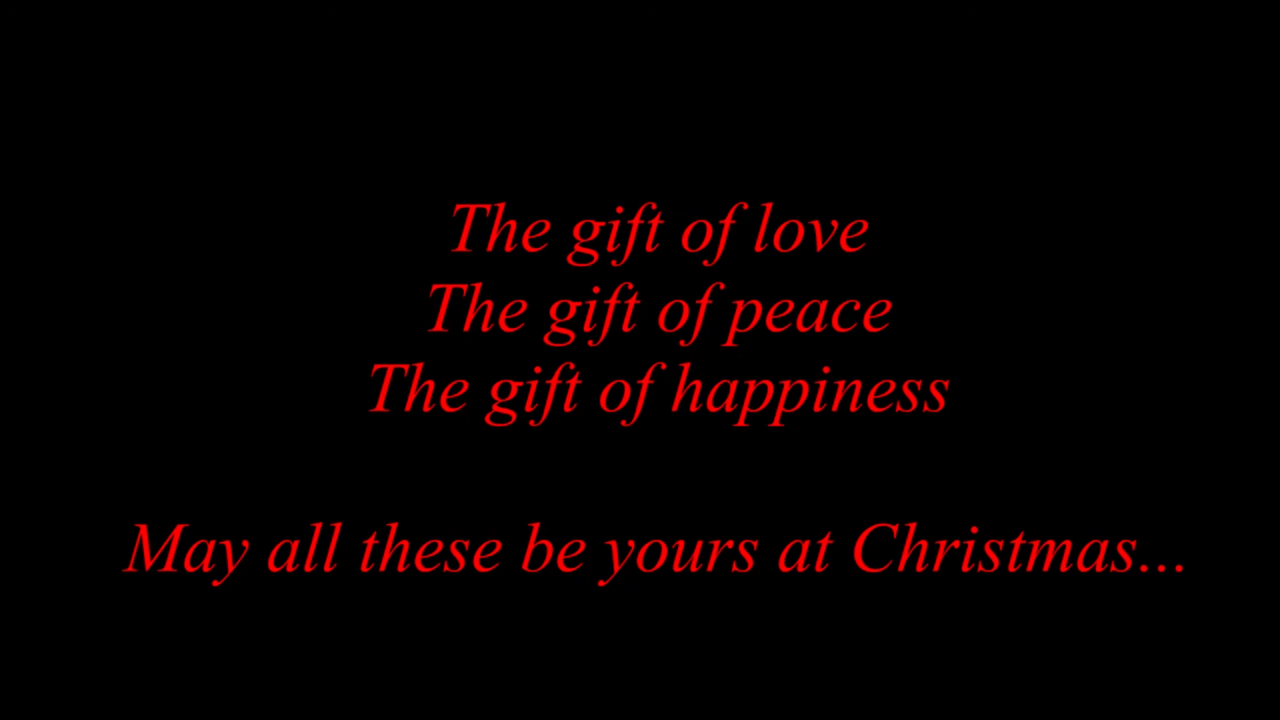 The gift of love
The gift of peace
The gift of happiness
May all these be yours at Christmas...